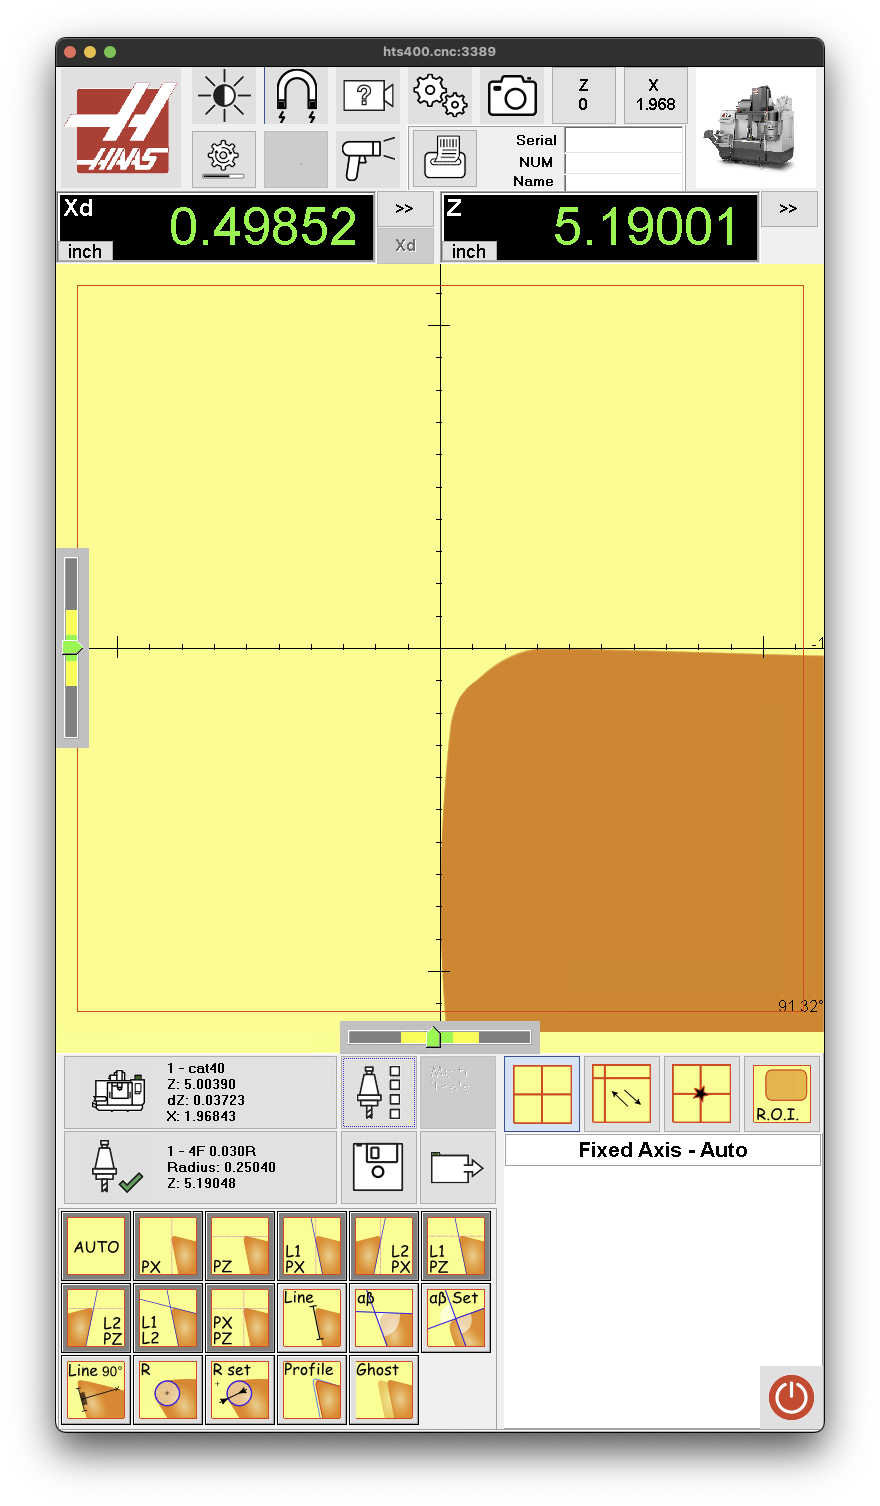 hts400.cnc:3389
HAAS
?
Z
0
X
1.968
Serial
NUM
Name
Xd
0.49852
inch
>>
Xd
Z
5.19001
inch
>>
-1
91.32°
1 - cat40
Z: 5.00390
dZ: 0.03723
X: 1.96843
R.O.I.
1 - 4F 0.030R
Radius: 0.25040
Z: 5.19048
Fixed Axis - Auto
AUTO
PX
PZ
L1
PX
L2
PX
L1
PZ
L2
PZ
L1
L2
PX
PZ
Line
αβ
αβ Set
Line 90°
R
R set
Profile
Ghost